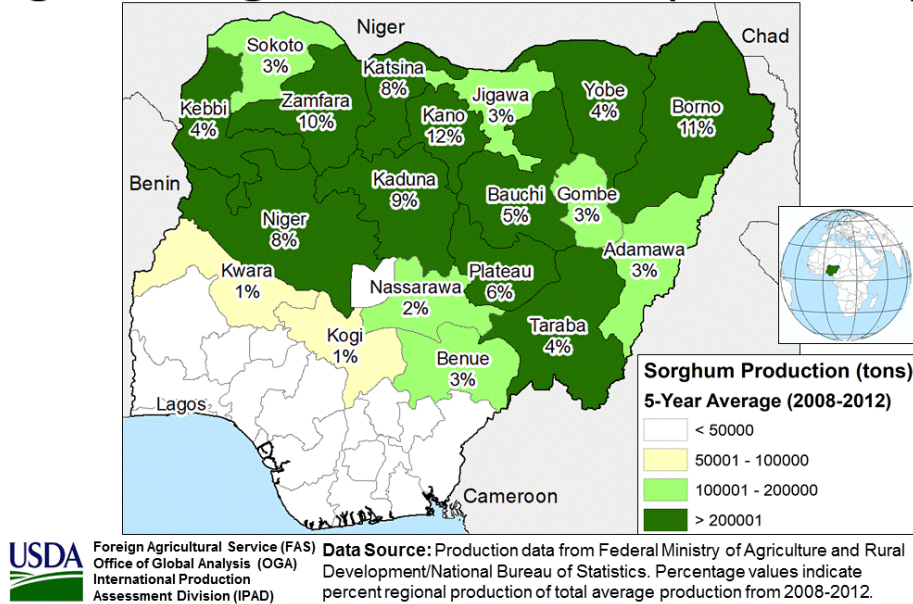 Niger
Chad
Sokoto
3%
Katsina
8%
Jigawa
3%
Yobe
4%
Borno
11%
Kebbi
4%
Zamfara
10%
Kano
12%
Benin
Kaduna
9%
Bauchi
5%
Gombe
3%
Niger
8%
Adamawa
3%
Kwara
1%
Nassarawa
2%
Plateau
6%
Kogi
1%
Taraba
4%
Benue
3%
Lagos
Cameroon
Sorghum Production (tons)
5-Year Average (2008-2012)
< 50000
50001 - 100000
100001 - 200000
> 200001
USDA
Foreign Agricultural Service (FAS)
Office of Global Analysis (OGA)
International Production
Assessment Division (IPAD)
Data Source: Production data from Federal Ministry of Agriculture and Rural
Development/National Bureau of Statistics. Percentage values indicate
percent regional production of total average production from 2008-2012.